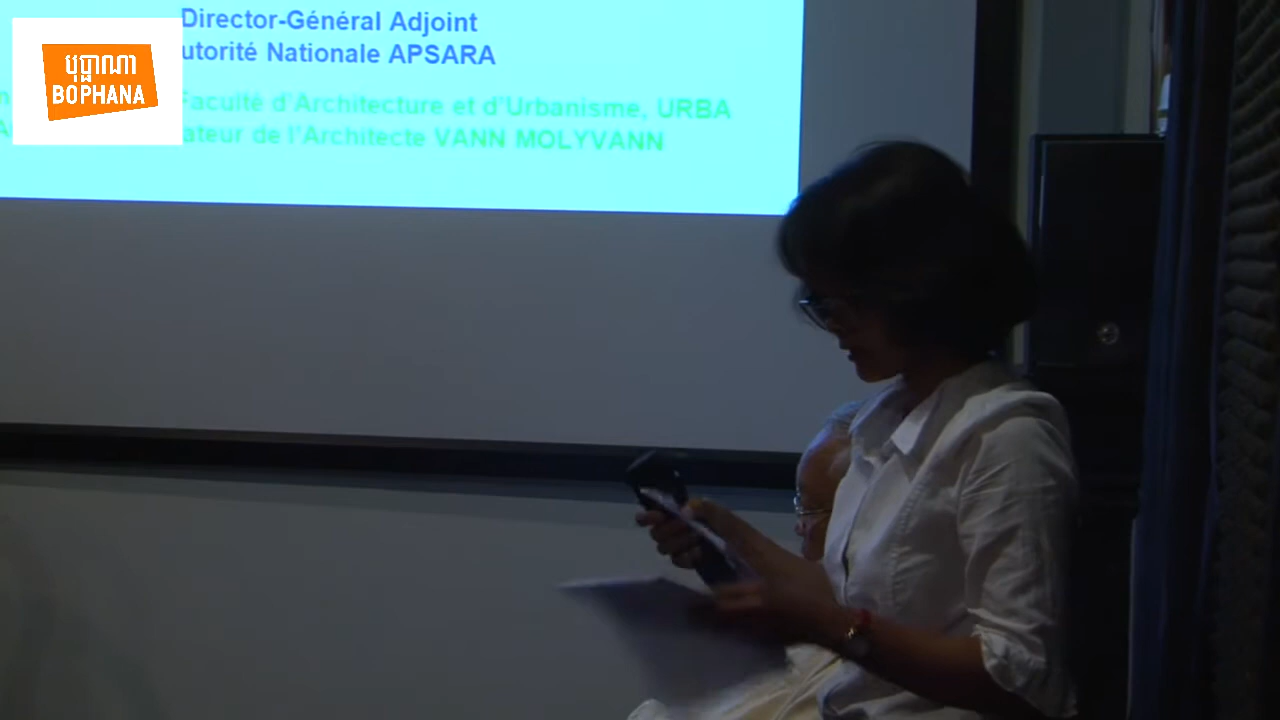 Director-Général Adjoint
utorité Nationale APSARA
បុប្ផាណា
BOPHANA
Faculté d'Architecture et d'Urbanisme, URBA
ateur de l'Architecte VANN MOLYVANN